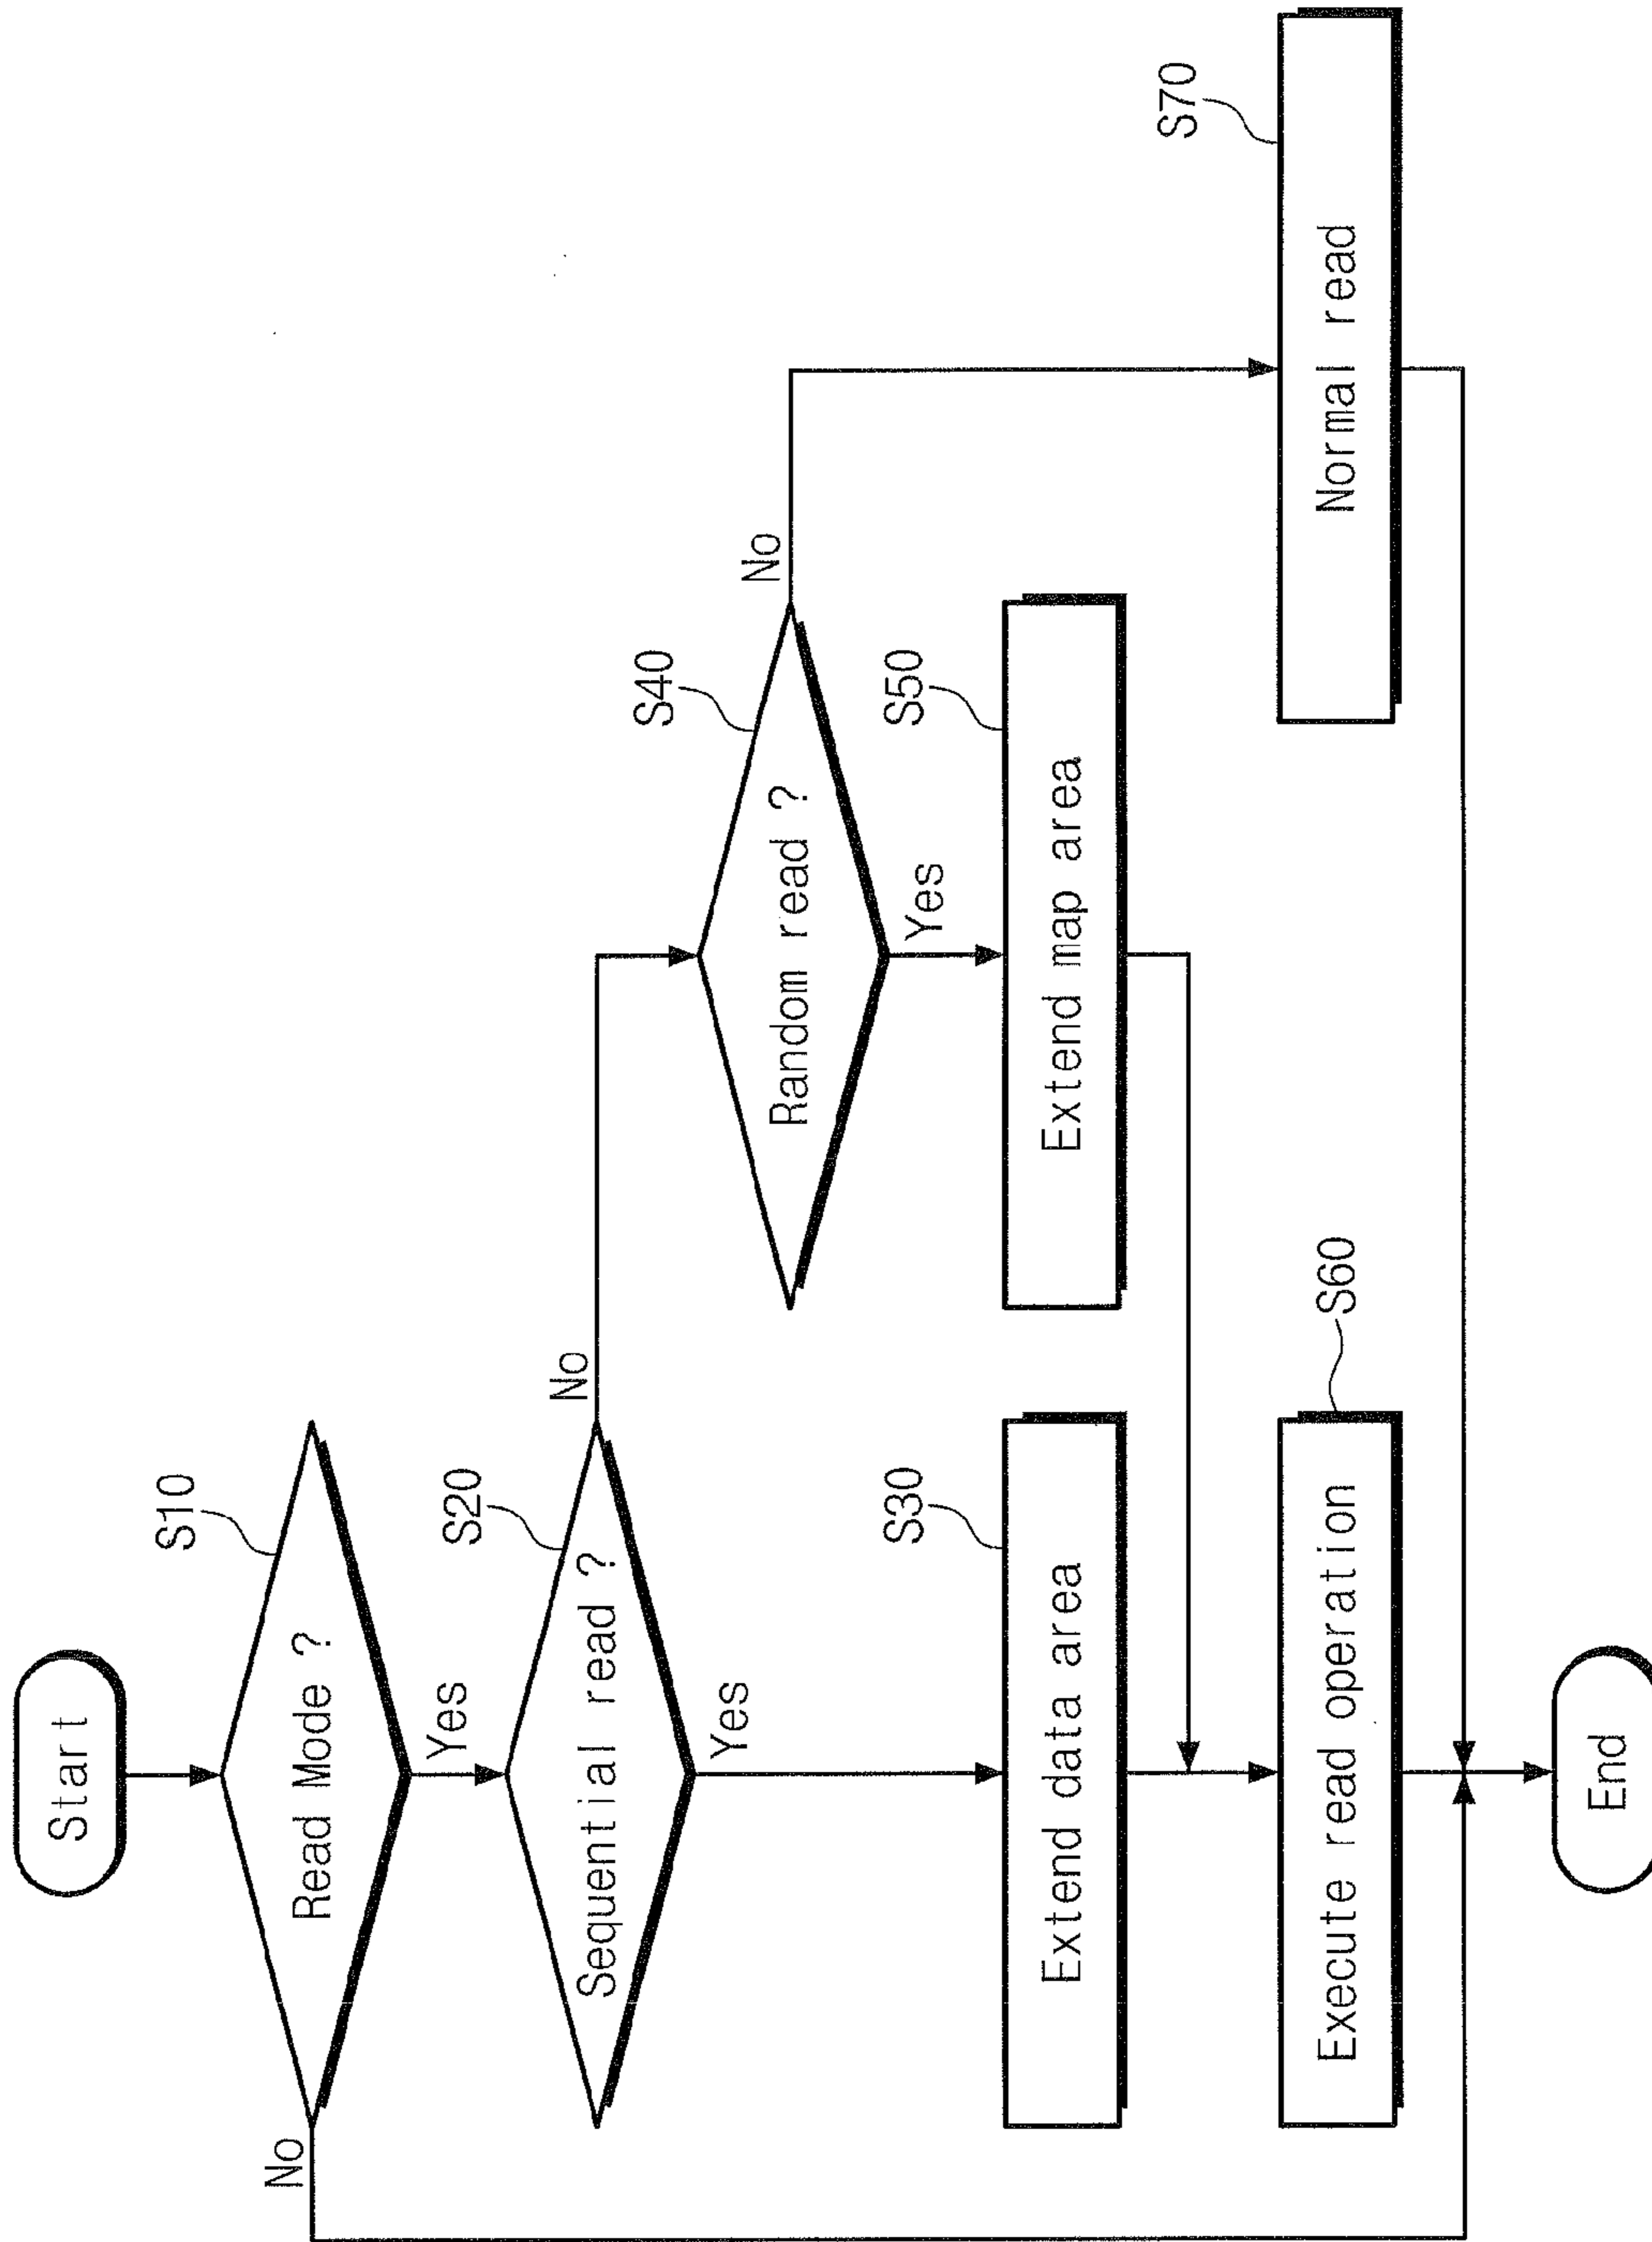 Start
Read Mode ?
S10
No
Yes
Sequential read ?
S20
No
Yes
Random read ?
S40
No
Yes
Extend data area
S30
Extend map area
S50
Execute read operation
S60
Normal read
S70
End